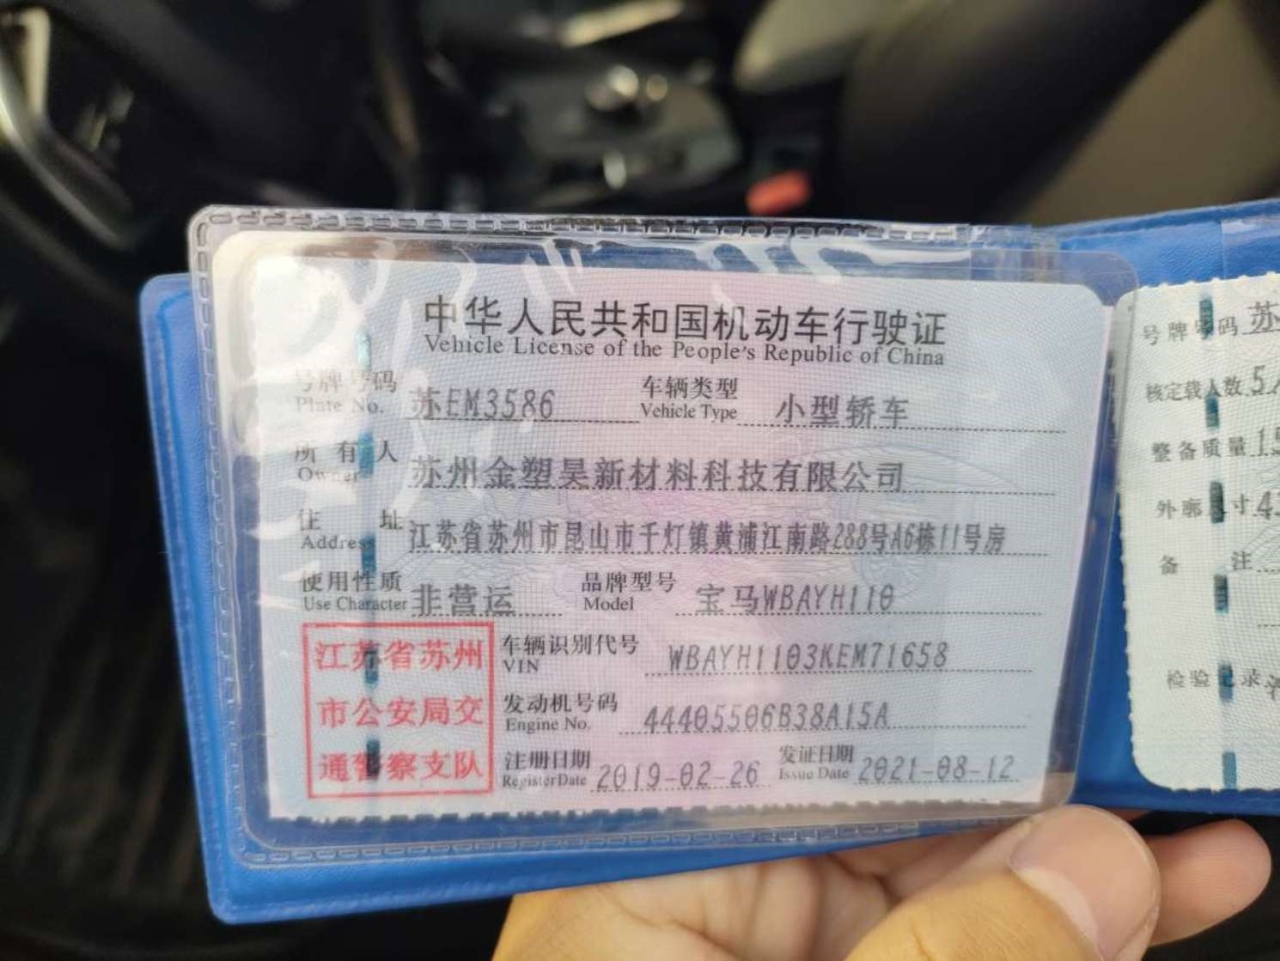 中华人民共和国机动车行驶证
Vehicle License of the People's Republic of China
号牌号码 苏EM3586 车辆类型 小型轿车
Plate No. Vehicle Type
所有人 苏州金塑昊新材料科技有限公司
Owner
住址 江苏省苏州市昆山市千灯镇黄浦江南路288号A6栋11号房
Address
使用性质 非营运 品牌型号 宝马WBAYH110
Use Character Model
江苏省苏州
市公安局交
通警察支队
车辆识别代号 WBAYH1103KEM71658
VIN
发动机号码 44405506B38A15A
Engine No.
注册日期 2019-02-26 发证日期 2021-08-12
Register Date Issue Date
号牌号码 苏
核定载人数 5
整备质量
外廓尺寸
备注
检验记录